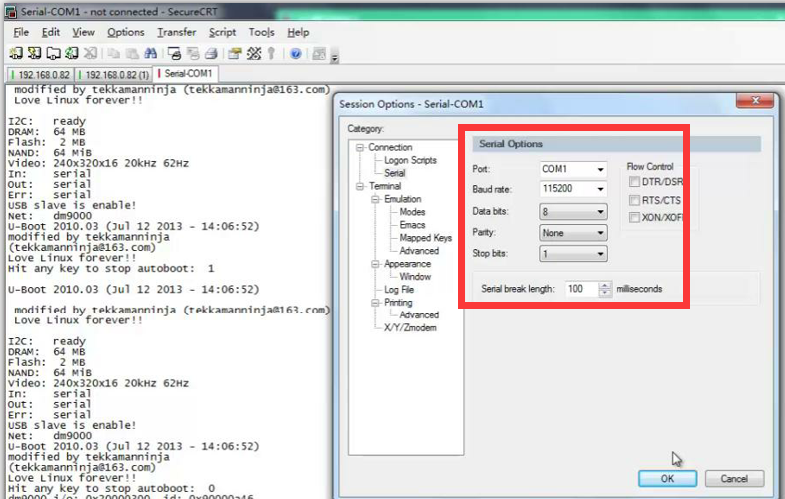 Serial-COM1 - not connected - SecureCRT
File Edit View Options Transfer Script Tools Help
192.168.0.82 192.168.0.82 (1) Serial-COM1
modified by tekkamanninja (tekkamanninja@163.com)
Love Linux forever!!
I2C: ready
DRAM: 64 MB
Flash: 2 MB
NAND: 64 MiB
Video: 240x320x16 20kHz 62Hz
In: serial
Out: serial
Err: serial
USB slave is enable!
Net: dm9000
U-Boot 2010.03 (Jul 12 2013 - 14:06:52)
modified by tekkamanninja
(tekkamanninja@163.com)
Love Linux forever!!
Hit any key to stop autoboot: 1
U-Boot 2010.03 (Jul 12 2013 - 14:06:52)
modified by tekkamanninja (tekkamanninja@163.com)
Love Linux forever!!
I2C: ready
DRAM: 64 MB
Flash: 2 MB
NAND: 64 MiB
Video: 240x320x16 20kHz 62Hz
In: serial
Out: serial
Err: serial
USB slave is enable!
Net: dm9000
U-Boot 2010.03 (Jul 12 2013 - 14:06:52)
modified by tekkamanninja
(tekkamanninja@163.com)
Love Linux forever!!
Hit any key to stop autoboot: 0
Session Options - Serial-COM1
Category:
Connection
Logon Scripts
Serial
Terminal
Emulation
Modes
Emacs
Mapped Keys
Advanced
Appearance
Window
Log File
Printing
Advanced
X/Y/Zmodem
Serial Options
Port: COM1
Baud rate: 115200
Data bits: 8
Parity: None
Stop bits: 1
Flow Control
DTR/DSR
RTS/CTS
XON/XOFF
Serial break length: 100 milliseconds
OK Cancel